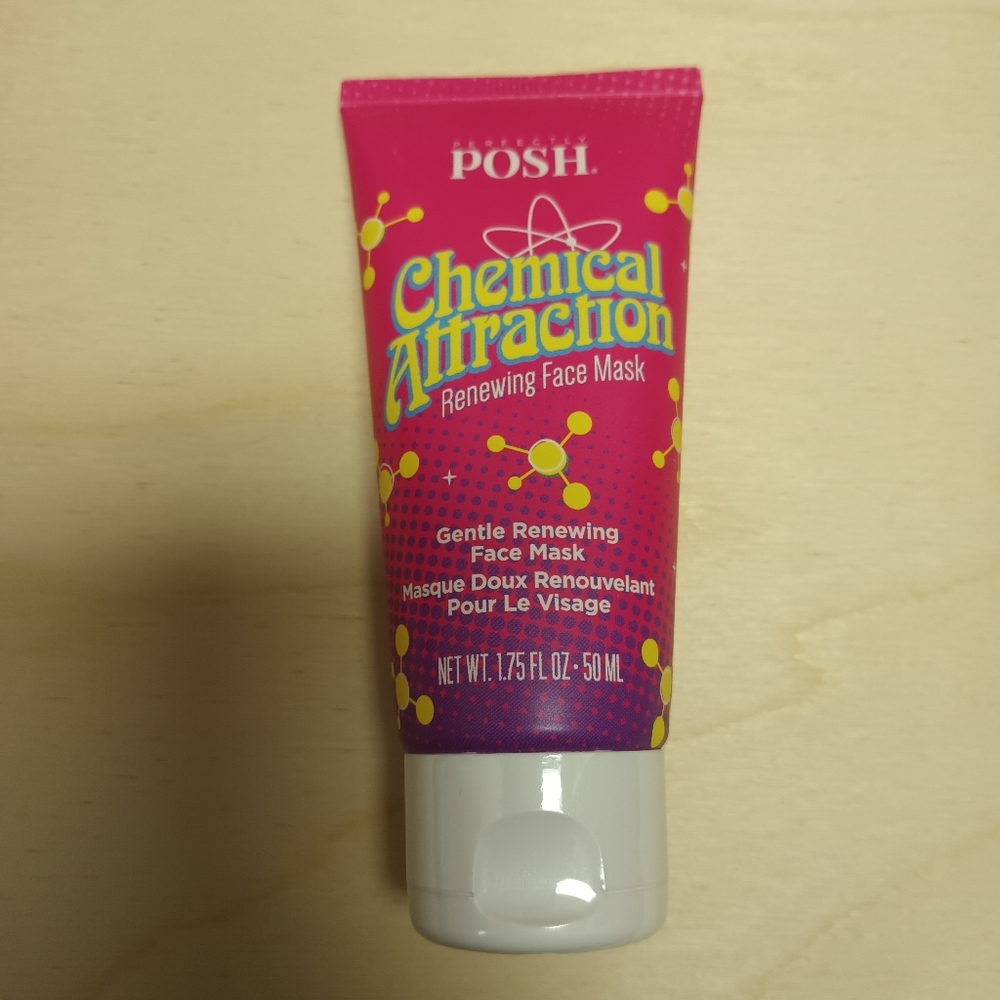 PERFECTLY
POSH
Chemical
Attraction
Renewing Face Mask
Gentle Renewing
Face Mask
Masque Doux Renouvelant
Pour Le Visage
NET WT. 1.75 FL OZ • 50 ML